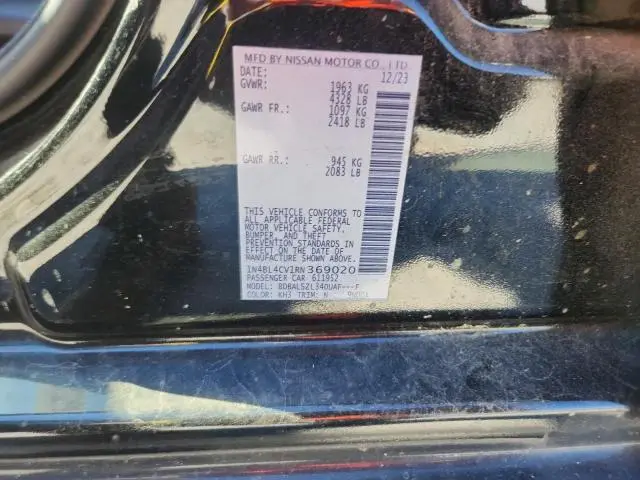 MFD BY NISSAN MOTOR CO., LTD
DATE: 12/23
GVWR: 1963 KG
4328 LB
GAWR FR.: 1097 KG
2418 LB
GAWR RR.: 945 KG
2083 LB
THIS VEHICLE CONFORMS TO
ALL APPLICABLE FEDERAL
MOTOR VEHICLE SAFETY,
BUMPER, AND THEFT
PREVENTION STANDARDS IN
EFFECT ON THE DATE OF
MANUFACTURE SHOWN ABOVE.
1N4BL4CV1RN369020
PASSENGER CAR 611912
MODEL:
COLOR: KH3 TRIM: